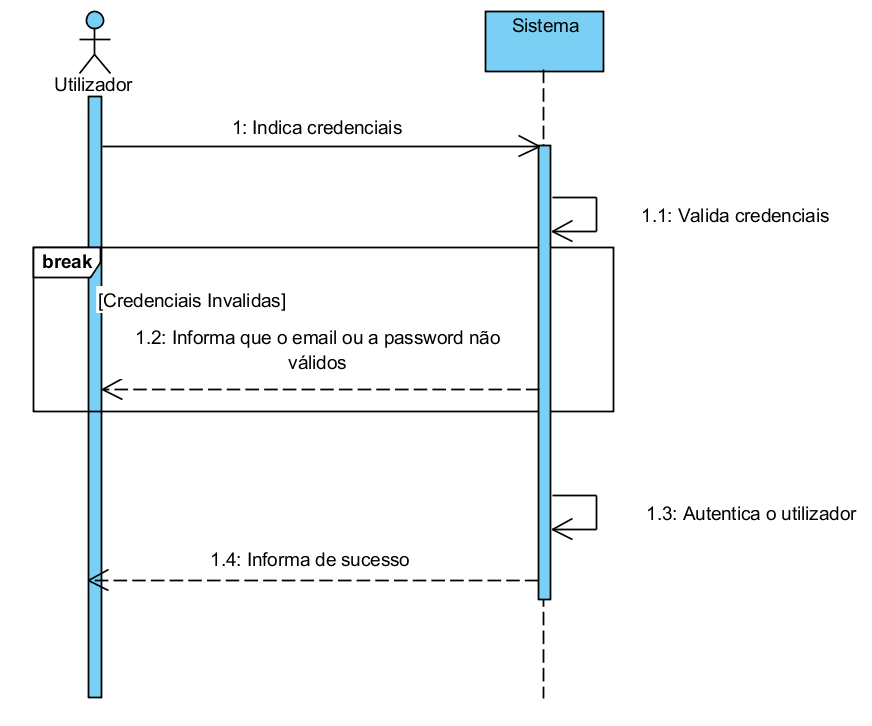 Utilizador
Sistema
1: Indica credenciais
1.1: Valida credenciais
break
[Credenciais Invalidas]
1.2: Informa que o email ou a password não
válidos
1.3: Autentica o utilizador
1.4: Informa de sucesso